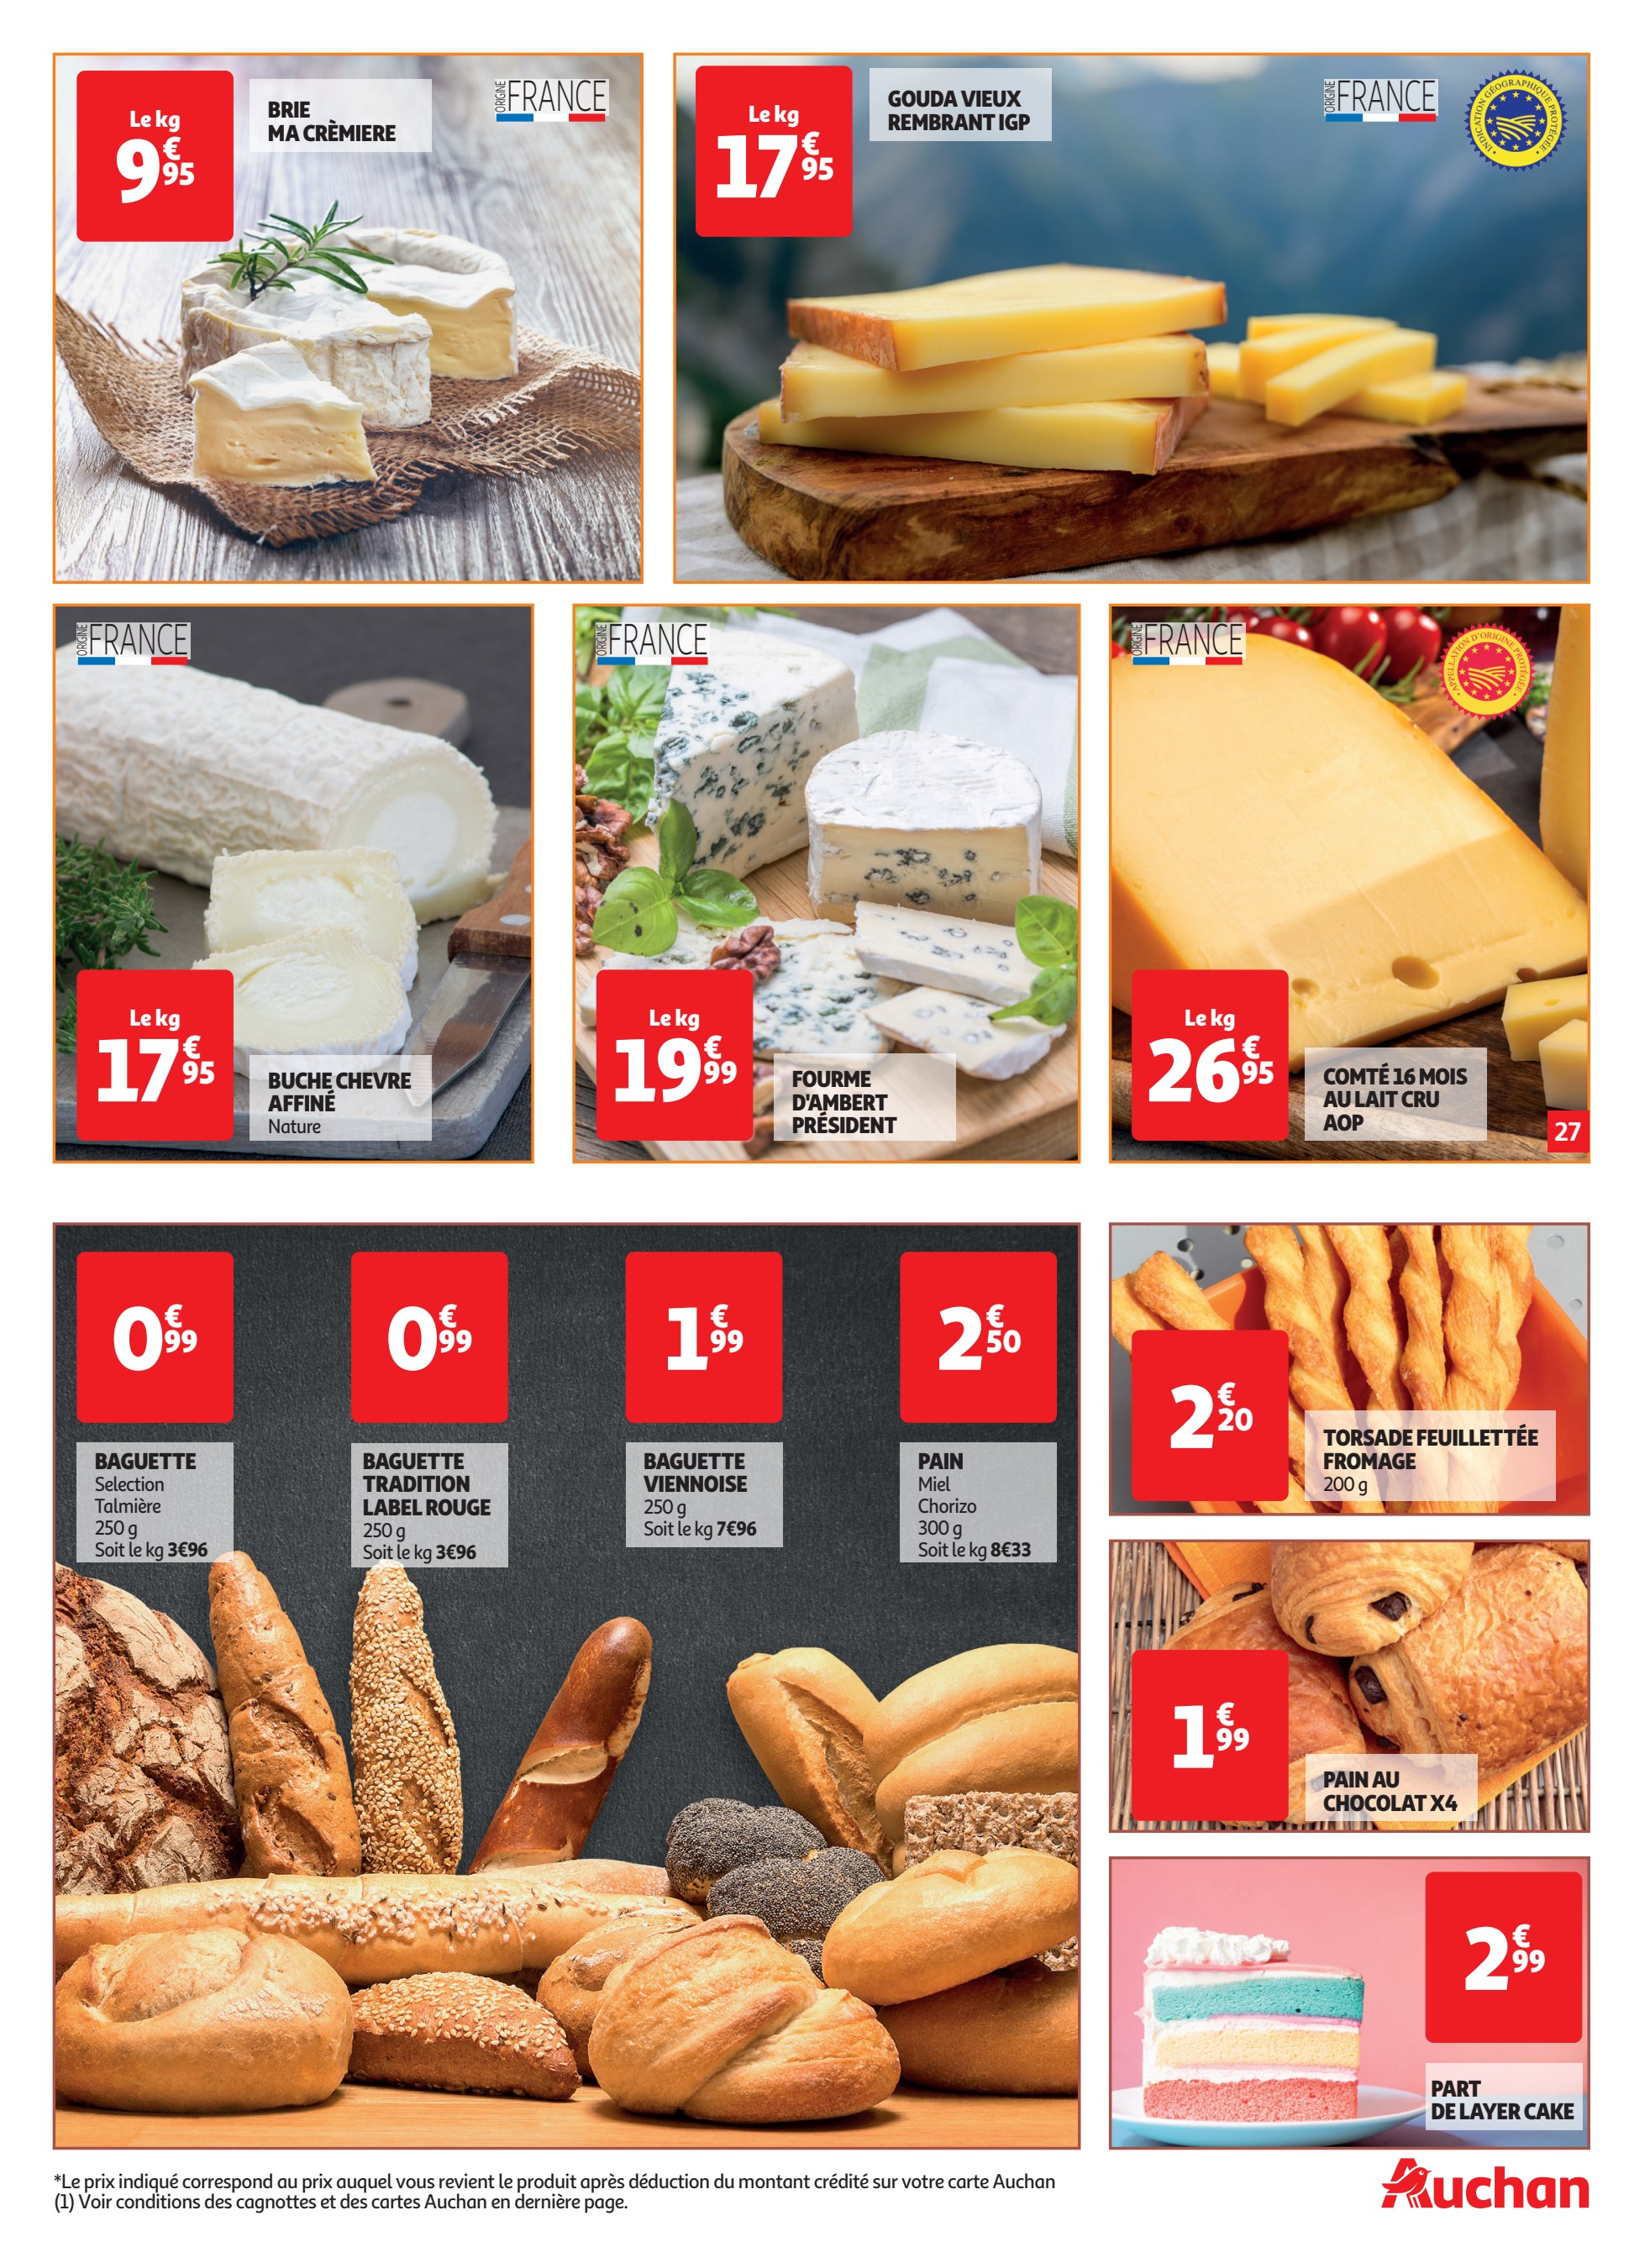 Le kg
9€95
BRIE
MA CRÈMIERE
ORIGINE FRANCE
Le kg
17€95
GOUDA VIEUX
REMBRANT IGP
ORIGINE FRANCE
INDICATION GÉOGRAPHIQUE PROTÉGÉE
ORIGINE FRANCE
Le kg
17€95
BUCHE CHEVRE
AFFINÉ
Nature
ORIGINE FRANCE
Le kg
19€99
FOURME
D'AMBERT
PRÉSIDENT
ORIGINE FRANCE
APPELLATION D'ORIGINE PROTÉGÉE
Le kg
26€95
COMTÉ 16 MOIS
AU LAIT CRU
AOP
27
0€99
BAGUETTE
Selection
Talmière
250 g
Soit le kg 3€96
0€99
BAGUETTE
TRADITION
LABEL ROUGE
250 g
Soit le kg 3€96
1€99
BAGUETTE
VIENNOISE
250 g
Soit le kg 7€96
2€50
PAIN
Miel
Chorizo
300 g
Soit le kg 8€33
2€20
TORSADE FEUILLETTÉE
FROMAGE
200 g
1€99
PAIN AU
CHOCOLAT X4
2€99
PART
DE LAYER CAKE
*Le prix indiqué correspond au prix auquel vous revient le produit après déduction du montant crédité sur votre carte Auchan
(1) Voir conditions des cagnottes et des cartes Auchan en dernière page.
Auchan